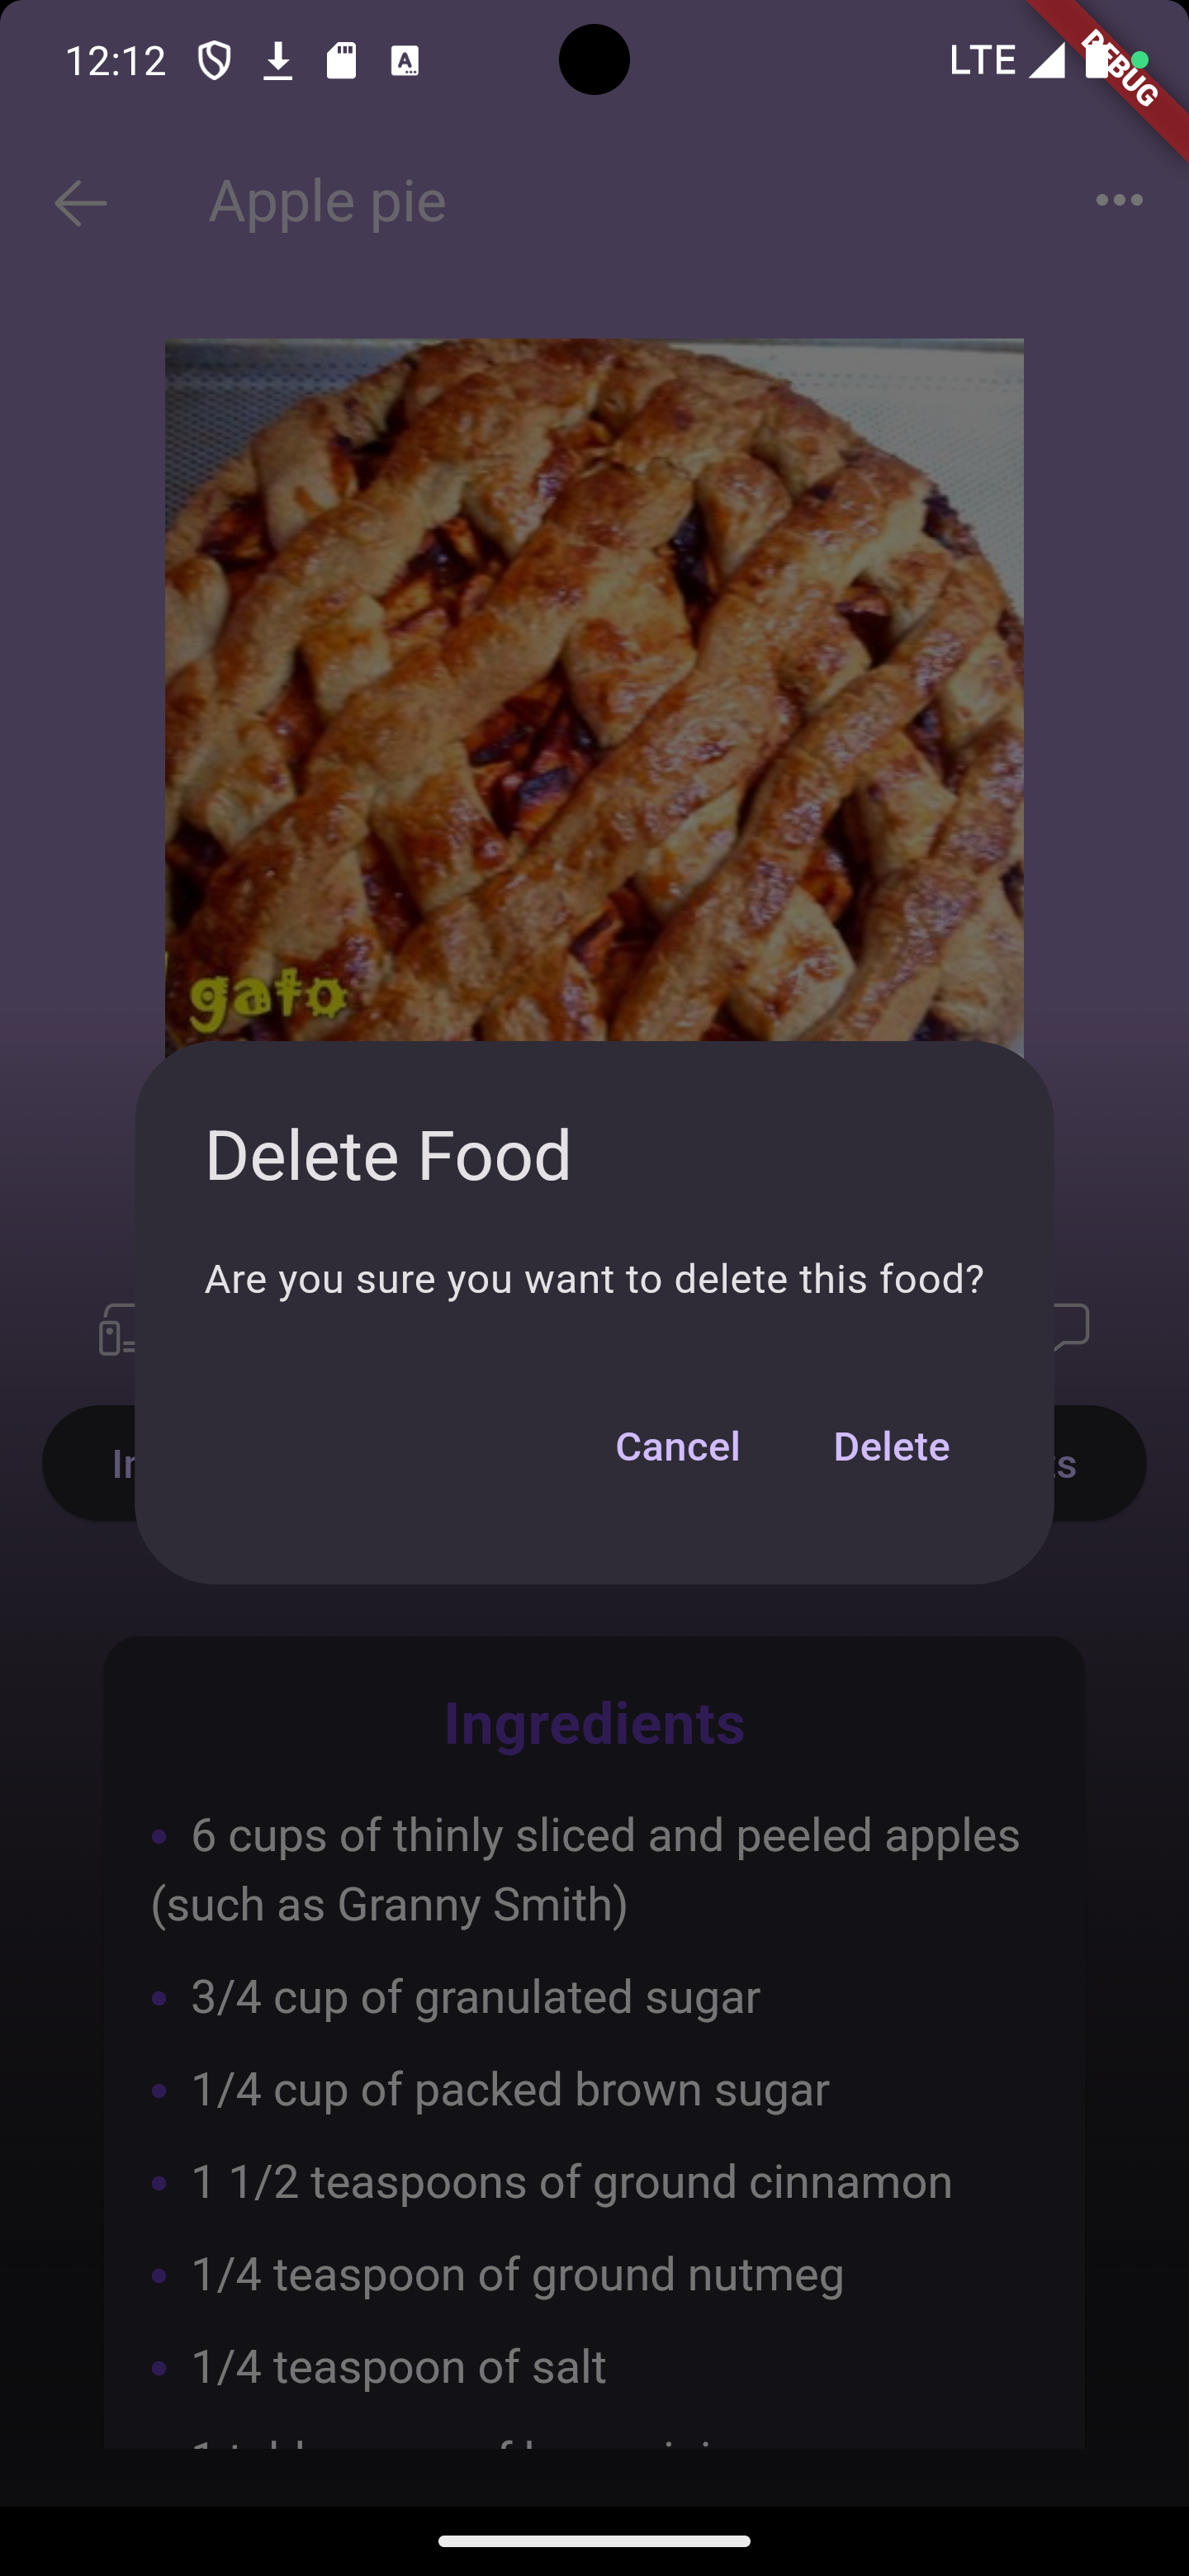 12:12
LTE
DEBUG
Apple pie
gato
Delete Food
Are you sure you want to delete this food?
Cancel
Delete
Ingredients
6 cups of thinly sliced and peeled apples
(such as Granny Smith)
3/4 cup of granulated sugar
1/4 cup of packed brown sugar
1 1/2 teaspoons of ground cinnamon
1/4 teaspoon of ground nutmeg
1/4 teaspoon of salt